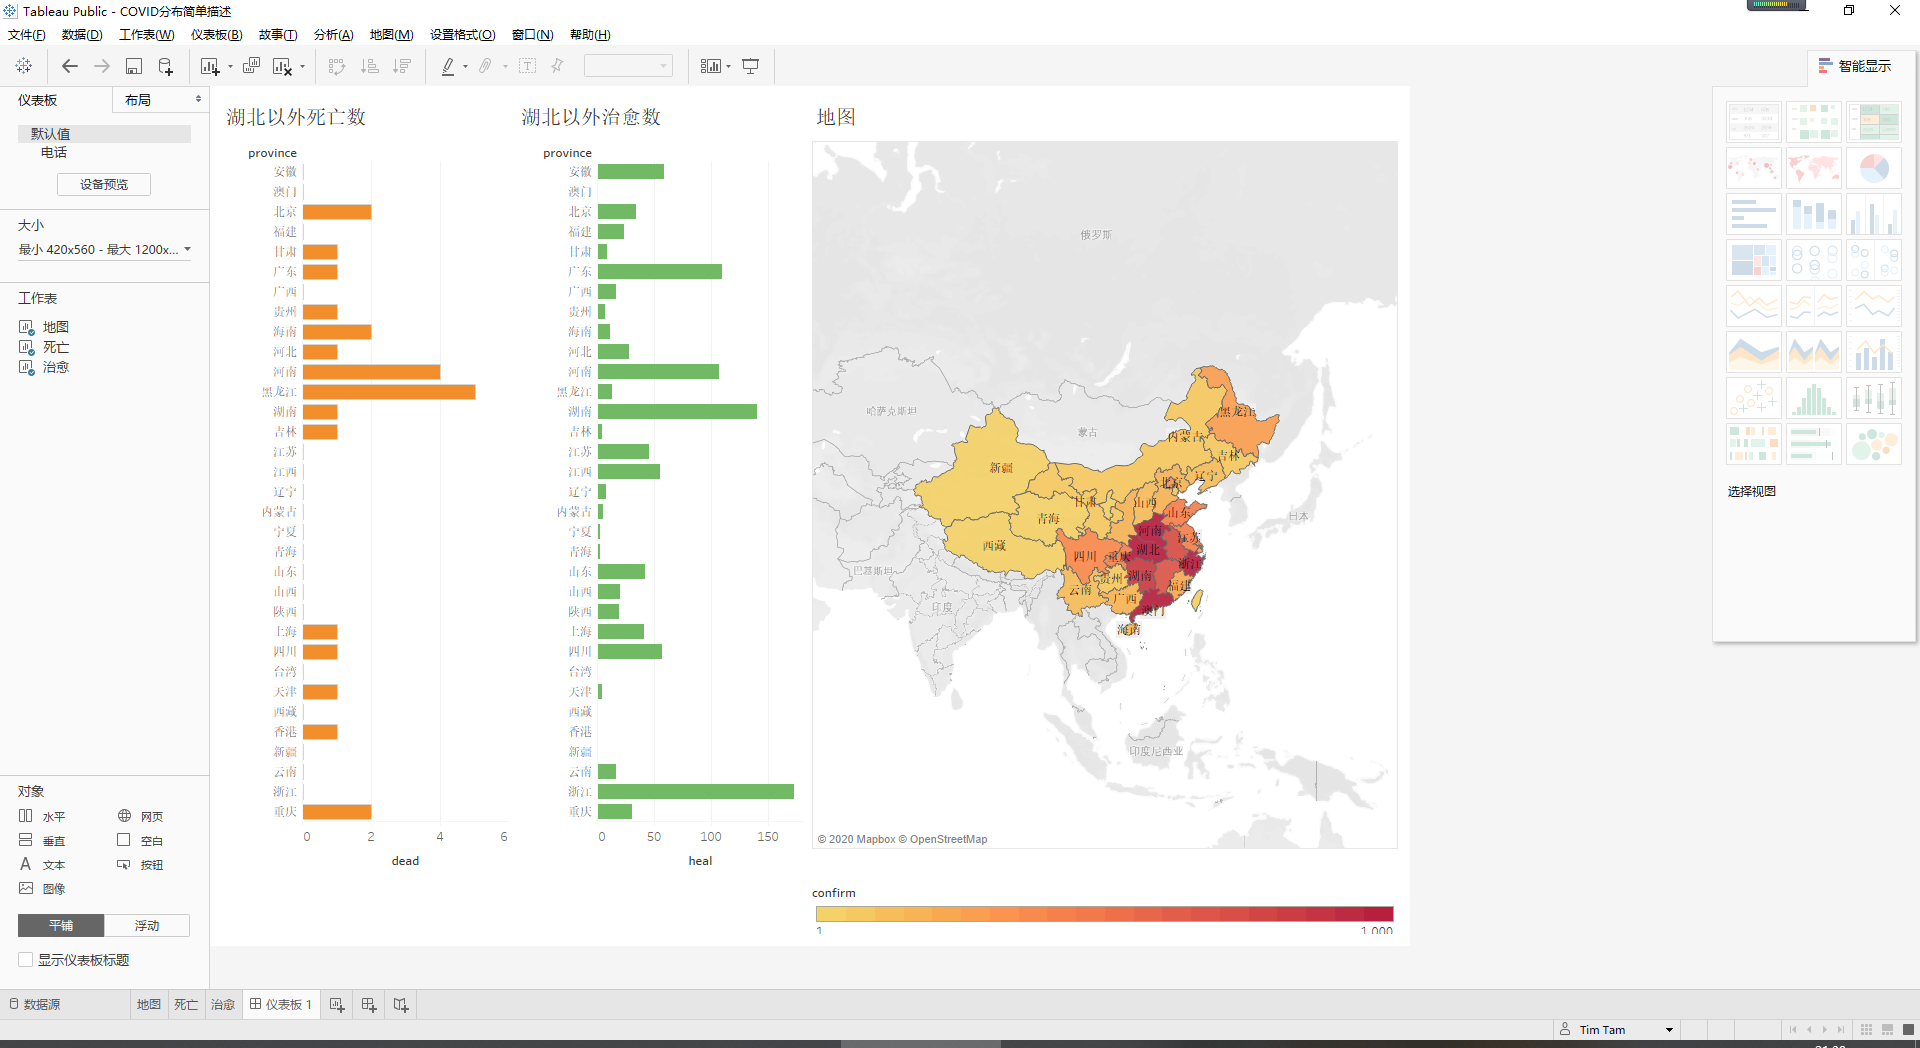 Tableau Public - COVID分布简单描述
文件(F) 数据(D) 工作表(W) 仪表板(B) 故事(T) 分析(A) 地图(M) 设置格式(O) 窗口(N) 帮助(H)
仪表板 布局
默认值
电话
设备预览
大小
最小 420x560 - 最大 1200x...
工作表
地图
死亡
治愈
对象
水平 网页
垂直 空白
文本 按钮
图像
平铺 浮动
显示仪表板标题
湖北以外死亡数
province
安徽
澳门
北京
福建
甘肃
广东
广西
贵州
海南
河北
河南
黑龙江
湖南
吉林
江苏
江西
辽宁
内蒙古
宁夏
青海
山东
山西
陕西
上海
四川
台湾
天津
西藏
香港
新疆
云南
浙江
重庆
0 2 4 6
dead
湖北以外治愈数
province
安徽
澳门
北京
福建
甘肃
广东
广西
贵州
海南
河北
河南
黑龙江
湖南
吉林
江苏
江西
辽宁
内蒙古
宁夏
青海
山东
山西
陕西
上海
四川
台湾
天津
西藏
香港
新疆
云南
浙江
重庆
0 50 100 150
heal
地图
俄罗斯
哈萨克斯坦
蒙古
黑龙江
内蒙古
吉林
新疆
辽宁
北京
甘肃
山西
青海
山东
日本
河南
江苏
西藏
湖北
四川
重庆
浙江
巴基斯坦
湖南
贵州
福建
云南
广西
印度
澳门
海南
印度尼西亚
© 2020 Mapbox © OpenStreetMap
confirm
1 1,000
智能显示
选择视图
数据源 地图 死亡 治愈 仪表板 1
Tim Tam